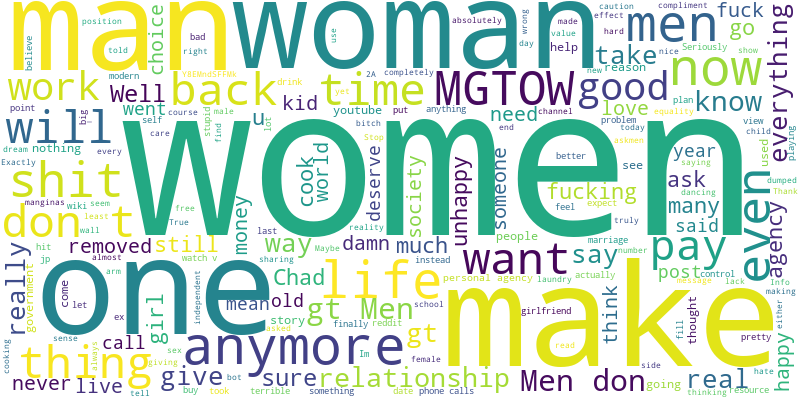 man
woman
men
fuck
go
position
told
bad
right
believe
choice
use
absolutely
wrong
day
made
value
hard
caution
effect
compliment
nice
Seriously
show
take
help
reason
new
now
everything
work
Well
back
time
MGTOW
good
know
modern
Y8EMhdSFFMk
drink
yet
2A
completely
put
anything
channel
plan
equality
point
big
went
self
care
course
stupid
male
find
u
lot
kid
youtube
bitch
Stop
need
end
love
problem
today
askmen
view
child
saying
playing
will
women
dream
nothing
every
Exactly
cook
world
deserve
society
unhappy
someone
better
feel
see
year
used
ask
dancing
dumped
Thank
shit
fucking
expect
truly
many
said
even
manginas
wiki
seem
least
wall
free
True
money
reality
marriage
people
number
don t
hit
jp
removed
still
last
way
Maybe
damn
much
want
say
pay
agency
almost
watch v
sharing
instead
actually
post
control
message
lack
Info
making
really
government
come
let
arm
one
girl
ex
independent
mean
Chad
old
life
personal agency
laundry
school
girlfriend
think
fill
thought
either
pretty
happy
story
gt Men
make
sense
call
asked
finally
reddit
gt
Im
female
read
side
hate
cooking
thing
always
sex
anymore
never
live
giving
give
bot
sure
relationship
Men don
going
real
thinking
resource
tell
buy
took
terrible
something
date
phone calls